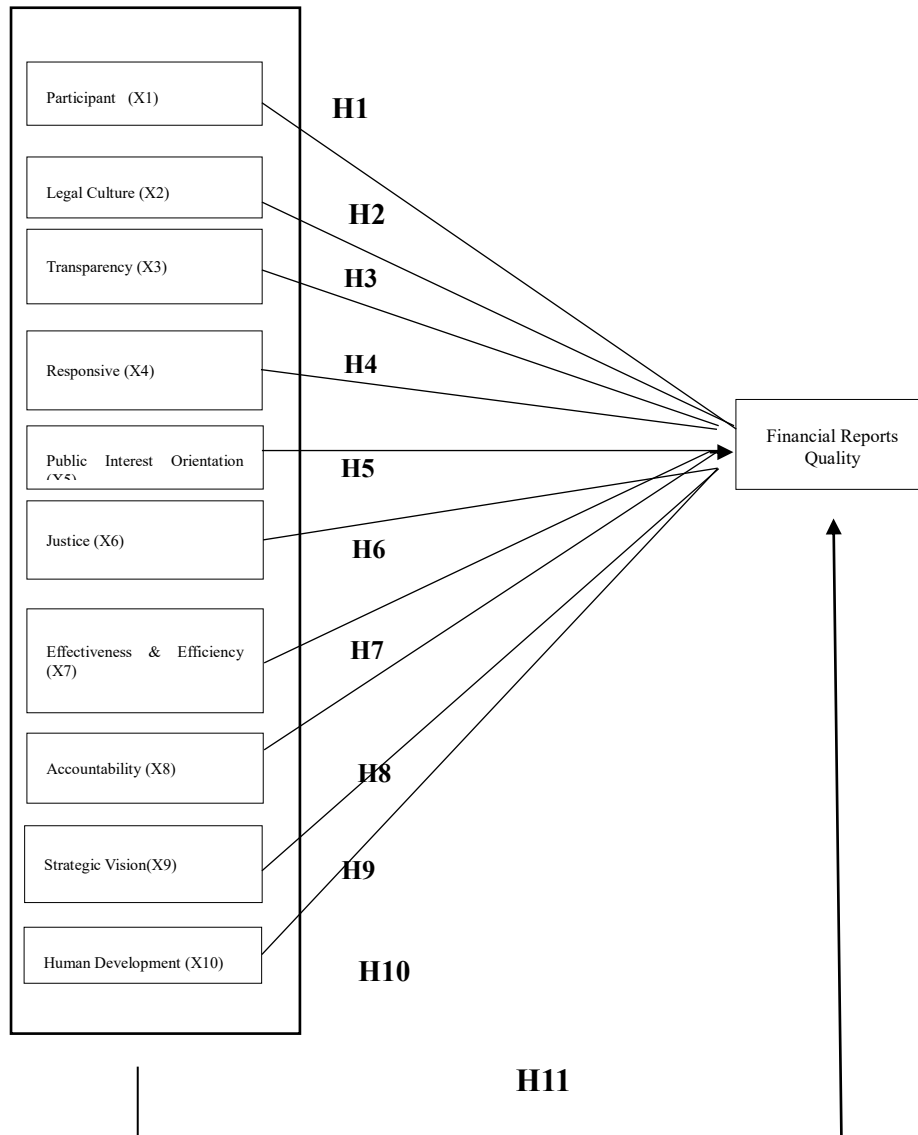 Participant (X1)
H1
Legal Culture (X2)
H2
Transparency (X3)
H3
Responsive (X4)
H4
Financial Reports
Quality
Public Interest Orientation
(X5)
H5
Justice (X6)
H6
Effectiveness & Efficiency
(X7)
H7
Accountability (X8)
H8
Strategic Vision(X9)
H9
Human Development (X10)
H10
H11